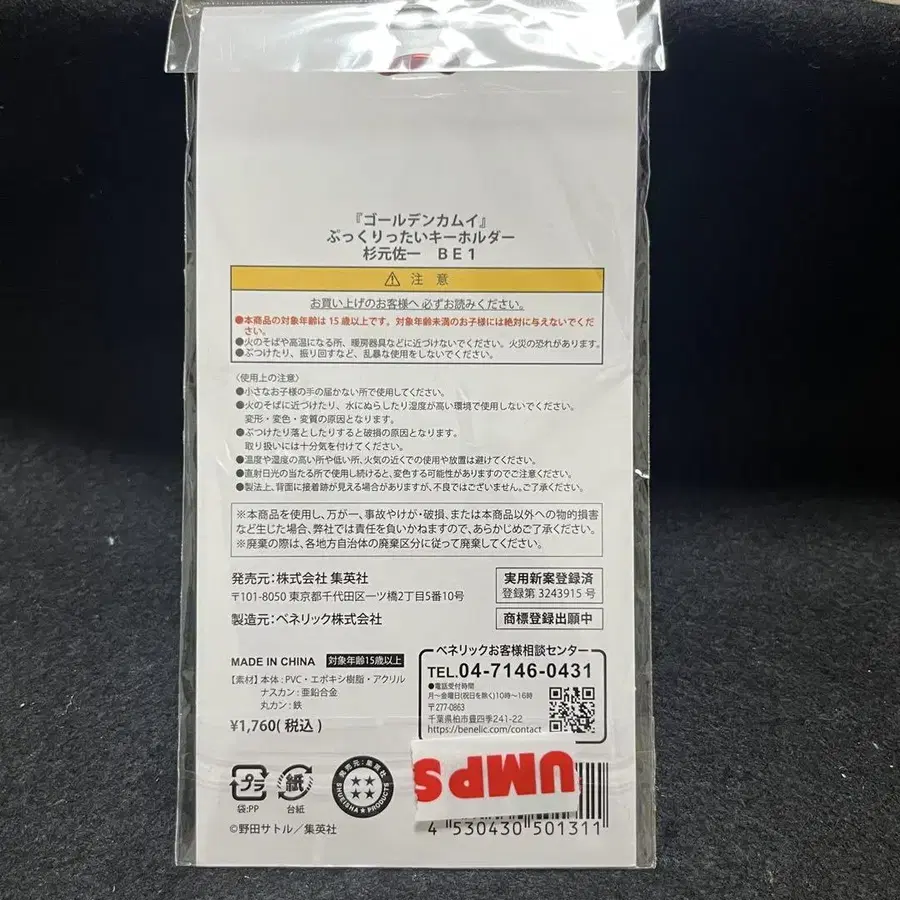 『ゴールデンカムイ』
ぷっくりったいキーホルダー
杉元佐一 BE1
⚠ 注 意
お買い上げのお客様へ 必ずお読みください。
●本商品の対象年齢は 15 歳以上です。対象年齢未満のお子様には絶対に与えないでくだ
さい。
●火のそばや高温になる所、暖房器具などに近づけないでください。火災の恐れがあります。
●ぶつけたり、振り回すなど、乱暴な使用をしないでください。
〈使用上の注意〉
●小さなお子様の手の届かない所で使用してください。
●火のそばに近づけたり、水にぬらしたり湿度が高い環境で使用しないでください。
変形・変色・変質の原因となります。
●ぶつけたり落としたりすると破損の原因となります。
取り扱いには十分気を付けてください。
●温度や湿度の高い所や低い所、火気の近くでの使用や放置は避けてください。
●直射日光の当たる所で使用し続けると、変色する可能性がありますのでご注意ください。
●製法上、背面に接着跡が見える場合がありますが、不良ではございません。ご了承ください。
※本商品を使用し、万が一、事故やけが・破損、または本商品以外への物的損害
など生じた場合、弊社では責任を負いかねますので、あらかじめご了承ください。
※廃棄の際は、各地方自治体の廃棄区分に従って廃棄してください。
発売元：株式会社 集英社
〒101-8050 東京都千代田区一ツ橋2丁目5番10号
製造元：ベネリック株式会社
実用新案登録済
登録第 3243915 号
商標登録出願中
MADE IN CHINA 対象年齢15歳以上
【素材】本体：PVC・エポキシ樹脂・アクリル
ナスカン：亜鉛合金
丸カン：鉄
¥1,760(税込)
ベネリックお客様相談センター
TEL.04-7146-0431
●電話受付時間
月〜金曜日(祝日を除く)10時〜16時
〒277-0863
千葉県柏市豊四季241-22
https://benelic.com/contact
プラ
袋:PP
紙
台紙
発売元：集英社
SHUEISHA PRODUCTS
UMPS
4 530430 501311
©野田サトル／集英社